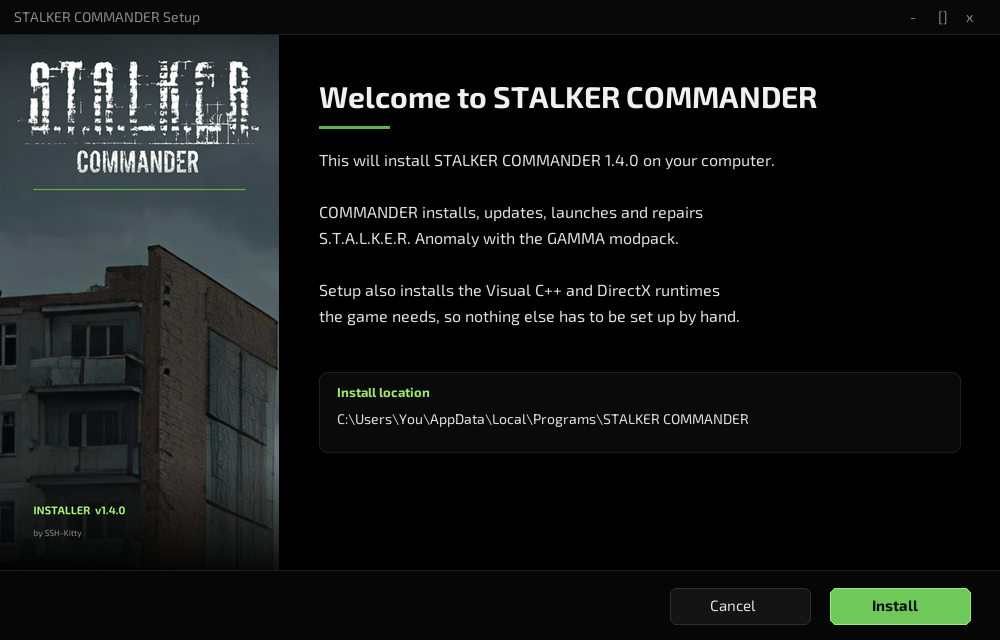 STALKER COMMANDER Setup
- [] x
S.T.A.L.K.E.R.
COMMANDER
Welcome to STALKER COMMANDER
This will install STALKER COMMANDER 1.4.0 on your computer.
COMMANDER installs, updates, launches and repairs
S.T.A.L.K.E.R. Anomaly with the GAMMA modpack.
Setup also installs the Visual C++ and DirectX runtimes
the game needs, so nothing else has to be set up by hand.
Install location
C:\Users\You\AppData\Local\Programs\STALKER COMMANDER
INSTALLER v1.4.0
by SSH-Kitty
Cancel
Install